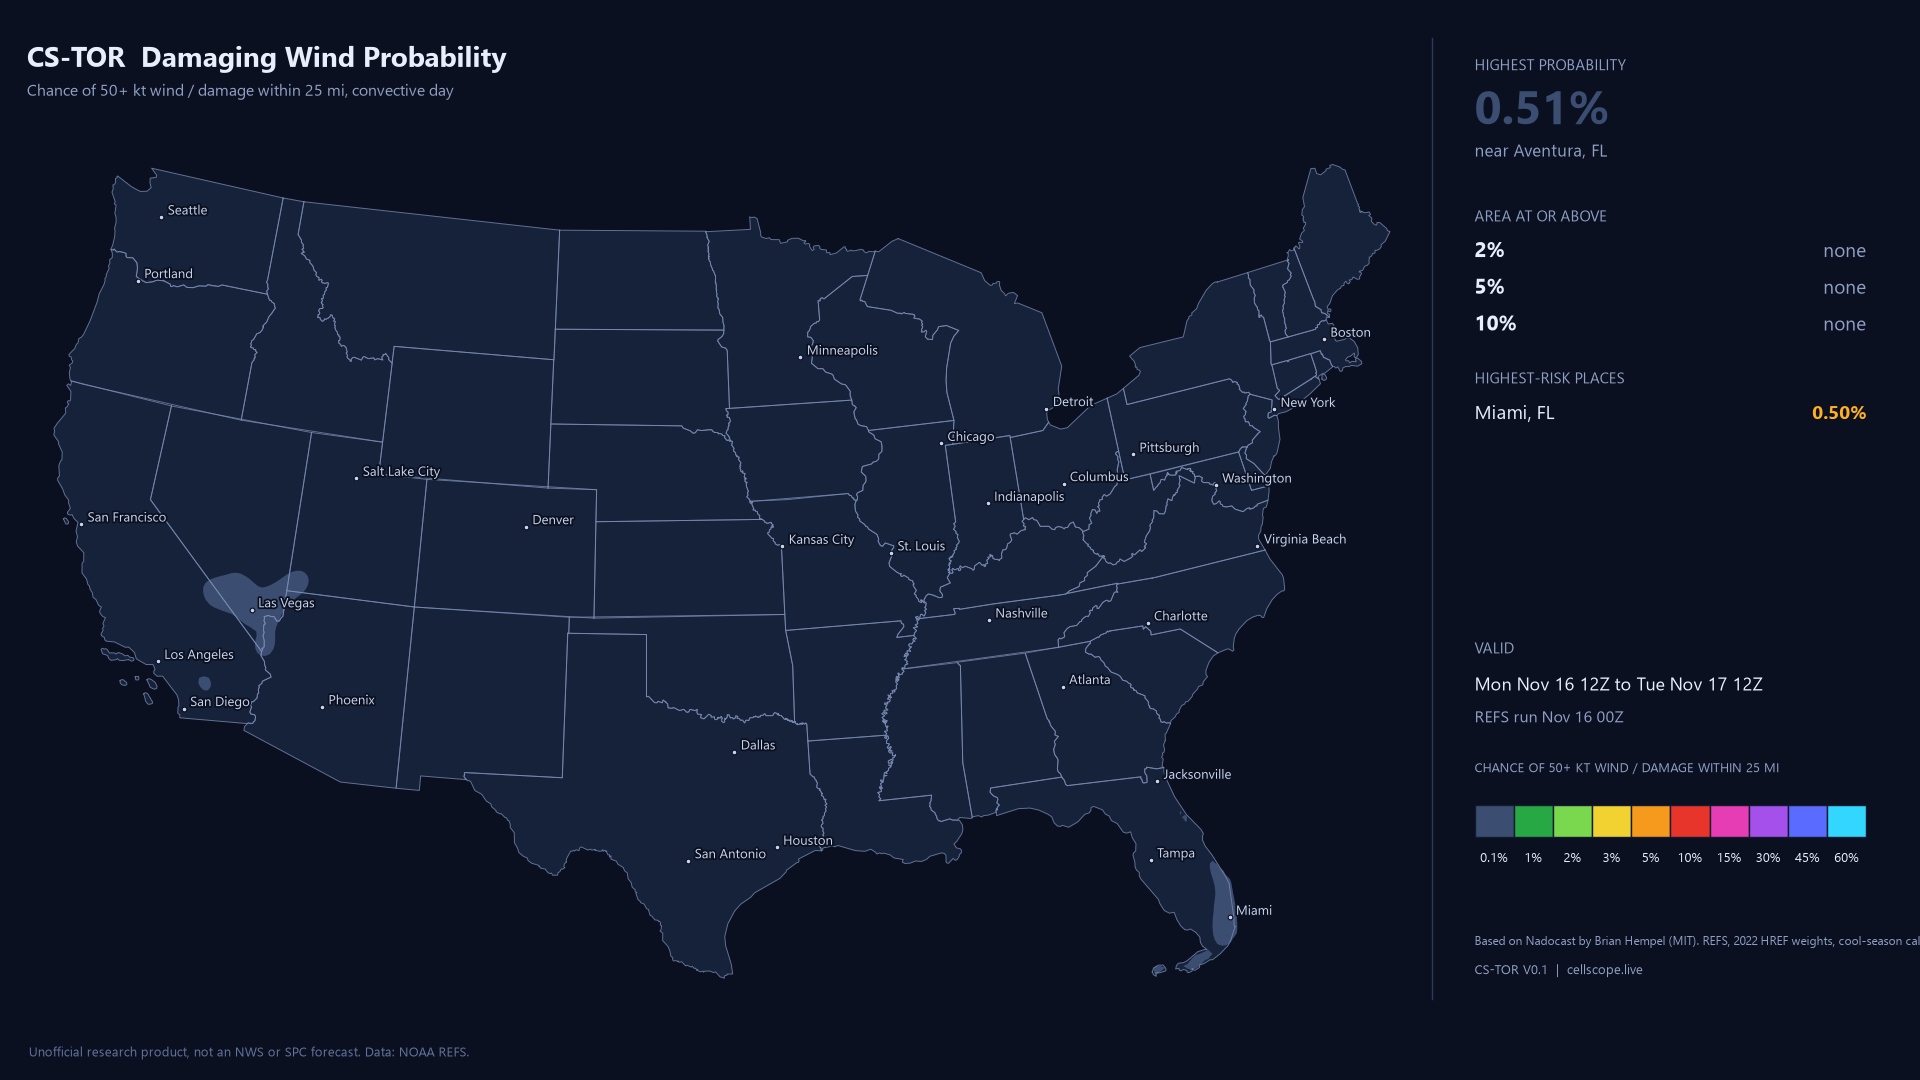 CS-TOR  Damaging Wind Probability
Chance of 50+ kt wind / damage within 25 mi, convective day
Seattle
Portland
Minneapolis
Boston
Detroit
New York
Chicago
Pittsburgh
Salt Lake City
Columbus
Washington
Indianapolis
San Francisco
Denver
Kansas City
St. Louis
Virginia Beach
Las Vegas
Nashville
Charlotte
Los Angeles
Atlanta
San Diego
Phoenix
Dallas
Jacksonville
Houston
San Antonio
Tampa
Miami
HIGHEST PROBABILITY
0.51%
near Aventura, FL
AREA AT OR ABOVE
2% none
5% none
10% none
HIGHEST-RISK PLACES
Miami, FL 0.50%
VALID
Mon Nov 16 12Z to Tue Nov 17 12Z
REFS run Nov 16 00Z
CHANCE OF 50+ KT WIND / DAMAGE WITHIN 25 MI
0.1% 1% 2% 3% 5% 10% 15% 30% 45% 60%
Based on Nadocast by Brian Hempel (MIT). REFS, 2022 HREF weights, cool-season
CS-TOR V0.1 | cellscope.live
Unofficial research product, not an NWS or SPC forecast. Data: NOAA REFS.